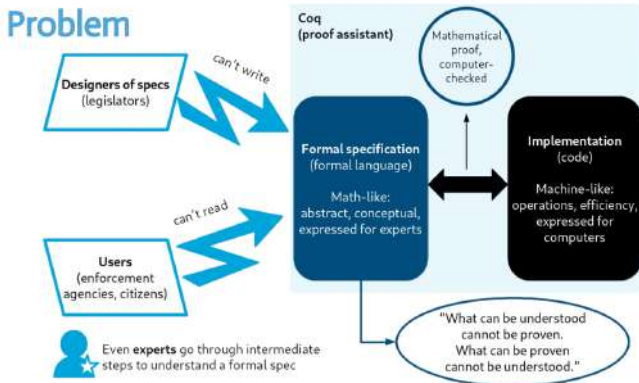 Problem
Coq
(proof assistant)
Mathematical
proof,
computer-
checked
can't write
Designers of specs
(legislators)
Formal specification
(formal language)
Math-like:
abstract, conceptual,
expressed for experts
Implementation
(code)
Machine-like:
operations, efficiency,
expressed for
computers
can't read
Users
(enforcement
agencies, citizens)
"What can be understood
cannot be proven.
What can be proven
cannot be understood."
Even experts go through intermediate
steps to understand a formal spec